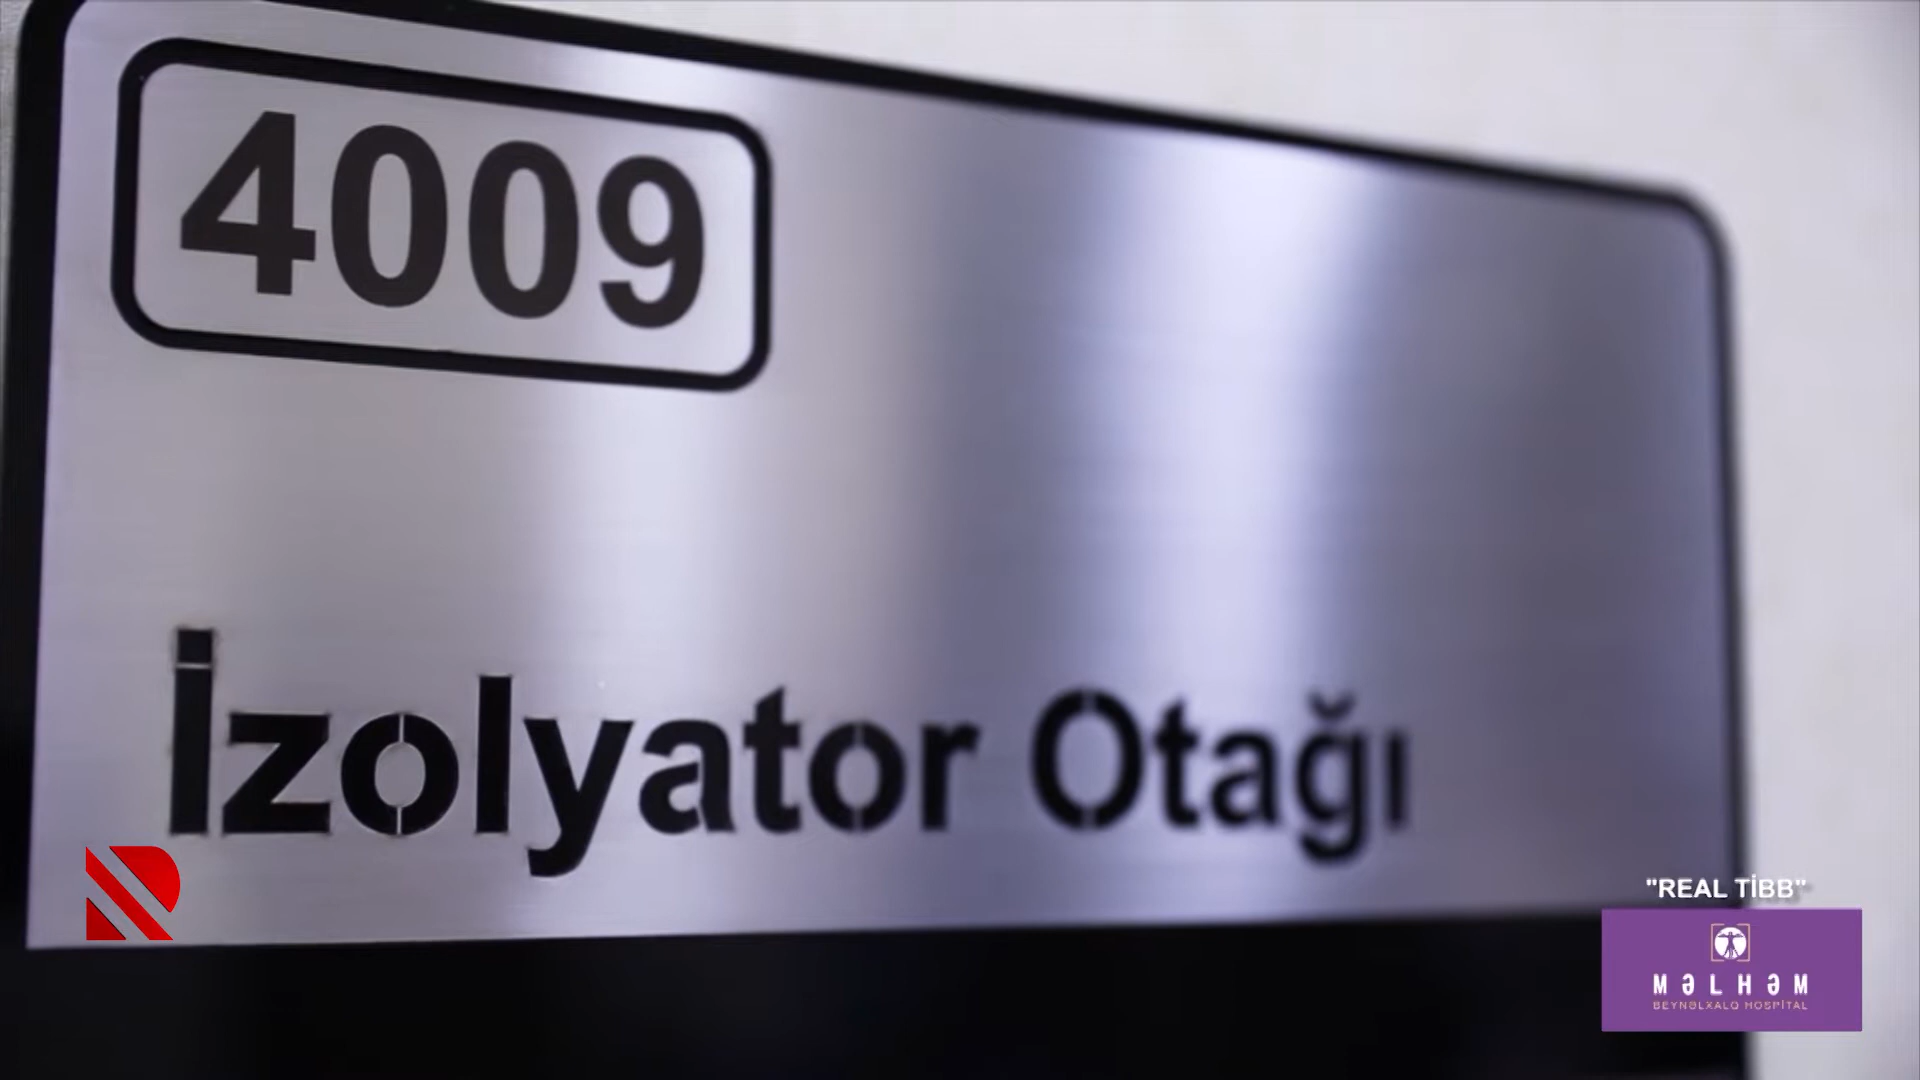 4009
İzolyator Otağı
"REAL TİBB"
MƏLHƏM
BEYNƏLXALQ HOSPİTAL